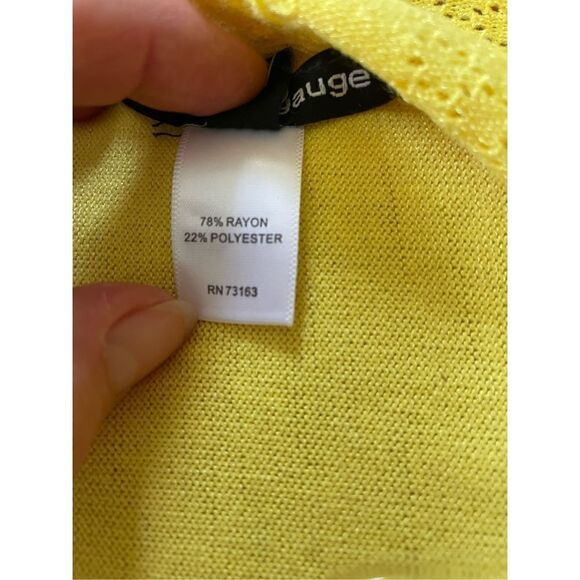 gauge
78% RAYON
22% POLYESTER
RN 73163